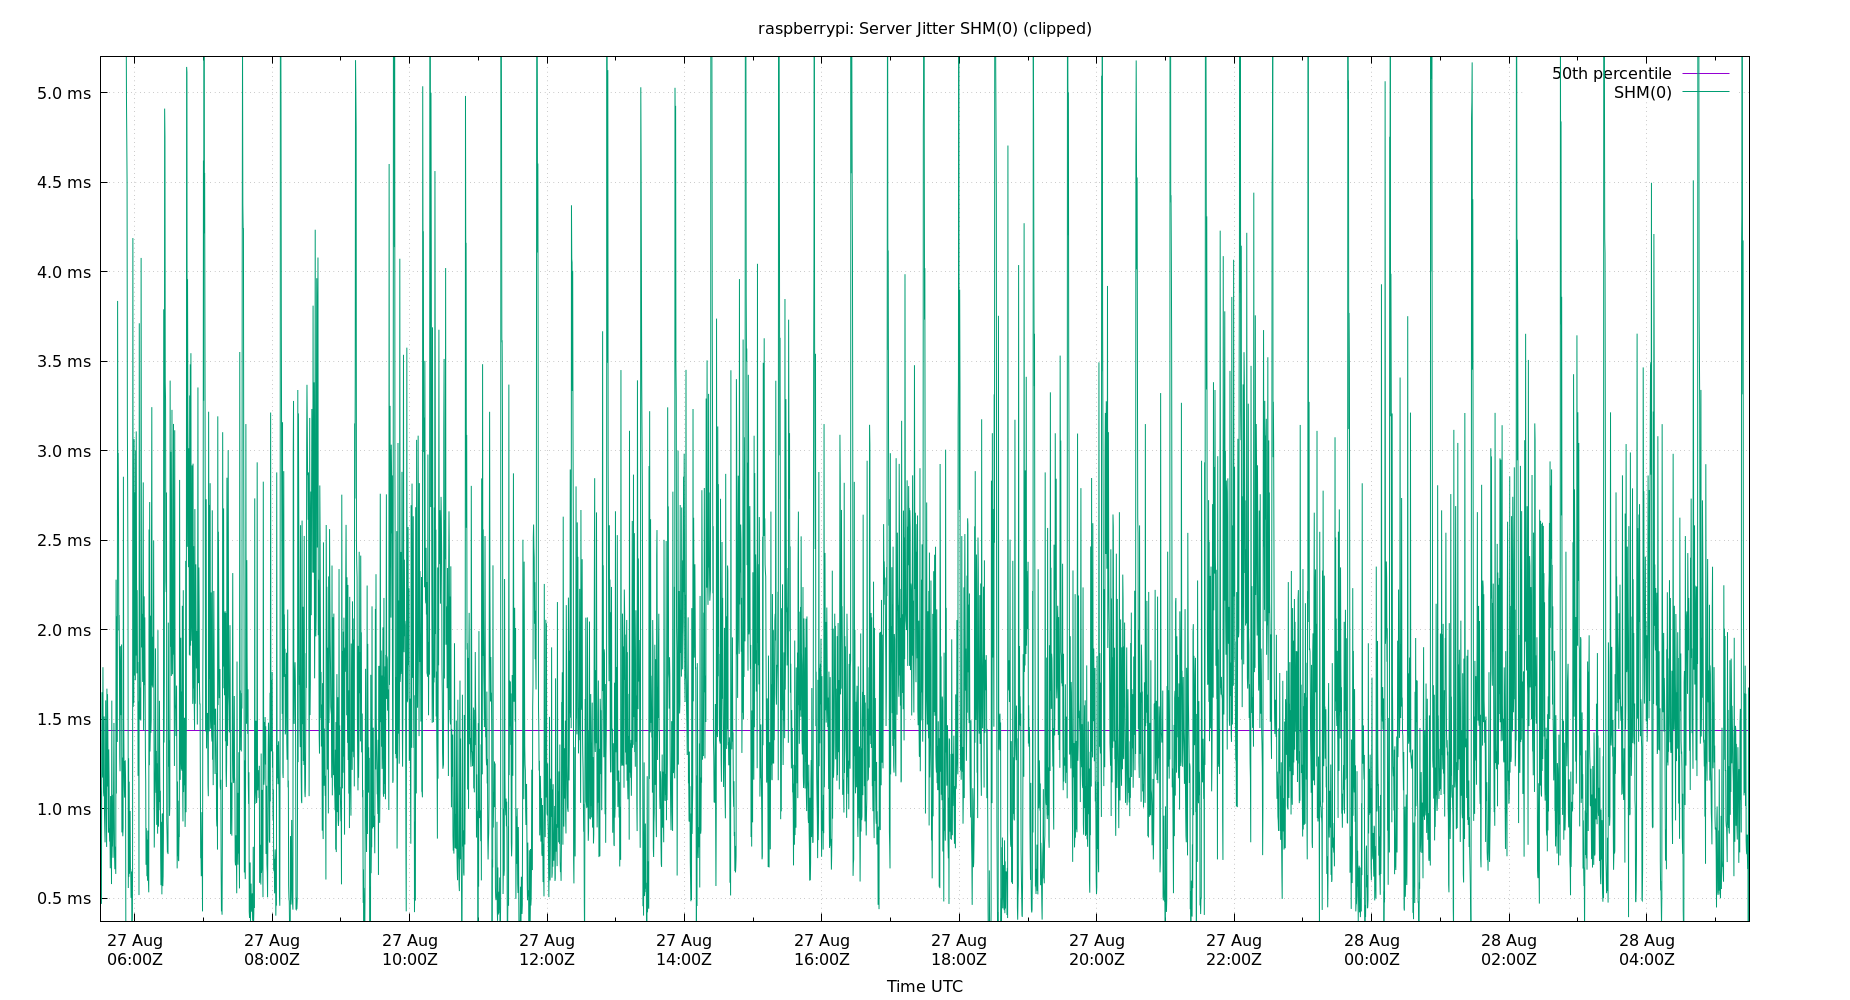 raspberrypi: Server Jitter SHM(0) (clipped)
50th percentile
SHM(0)
5.0 ms
4.5 ms
4.0 ms
3.5 ms
3.0 ms
2.5 ms
2.0 ms
1.5 ms
1.0 ms
0.5 ms
27 Aug 27 Aug 27 Aug 27 Aug 27 Aug 27 Aug 27 Aug 27 Aug 27 Aug 28 Aug 28 Aug 28 Aug
06:00Z 08:00Z 10:00Z 12:00Z 14:00Z 16:00Z 18:00Z 20:00Z 22:00Z 00:00Z 02:00Z 04:00Z
Time UTC